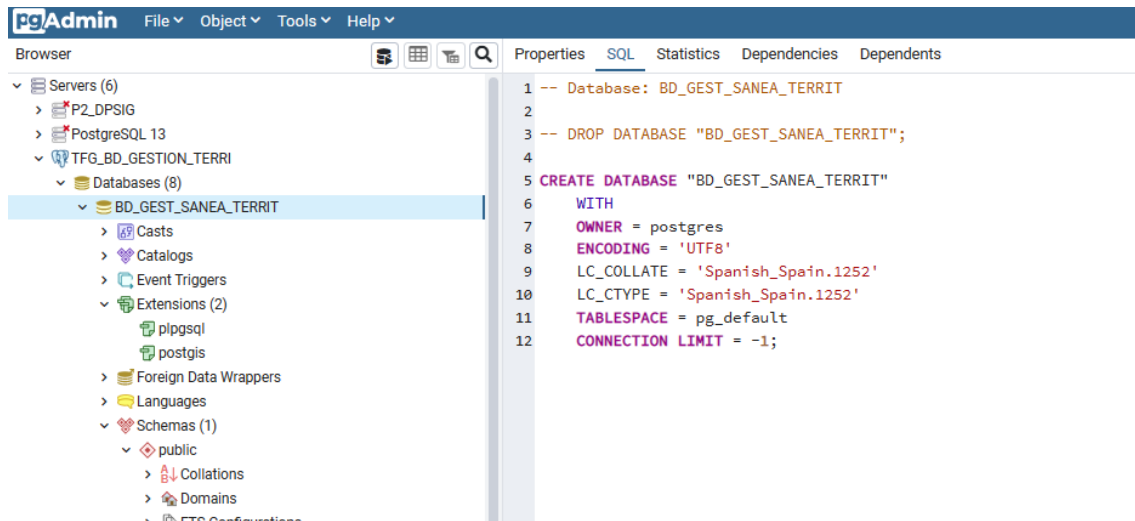 pgAdmin File Object Tools Help
Browser
Properties SQL Statistics Dependencies Dependents
Servers (6)
P2_DPSIG
PostgreSQL 13
TFG_BD_GESTION_TERRI
Databases (8)
BD_GEST_SANEA_TERRIT
Casts
Catalogs
Event Triggers
Extensions (2)
plpgsql
postgis
Foreign Data Wrappers
Languages
Schemas (1)
public
Collations
Domains
FTS Configurations
1 -- Database: BD_GEST_SANEA_TERRIT
2
3 -- DROP DATABASE "BD_GEST_SANEA_TERRIT";
4
5 CREATE DATABASE "BD_GEST_SANEA_TERRIT"
6 WITH
7 OWNER = postgres
8 ENCODING = 'UTF8'
9 LC_COLLATE = 'Spanish_Spain.1252'
10 LC_CTYPE = 'Spanish_Spain.1252'
11 TABLESPACE = pg_default
12 CONNECTION LIMIT = -1;